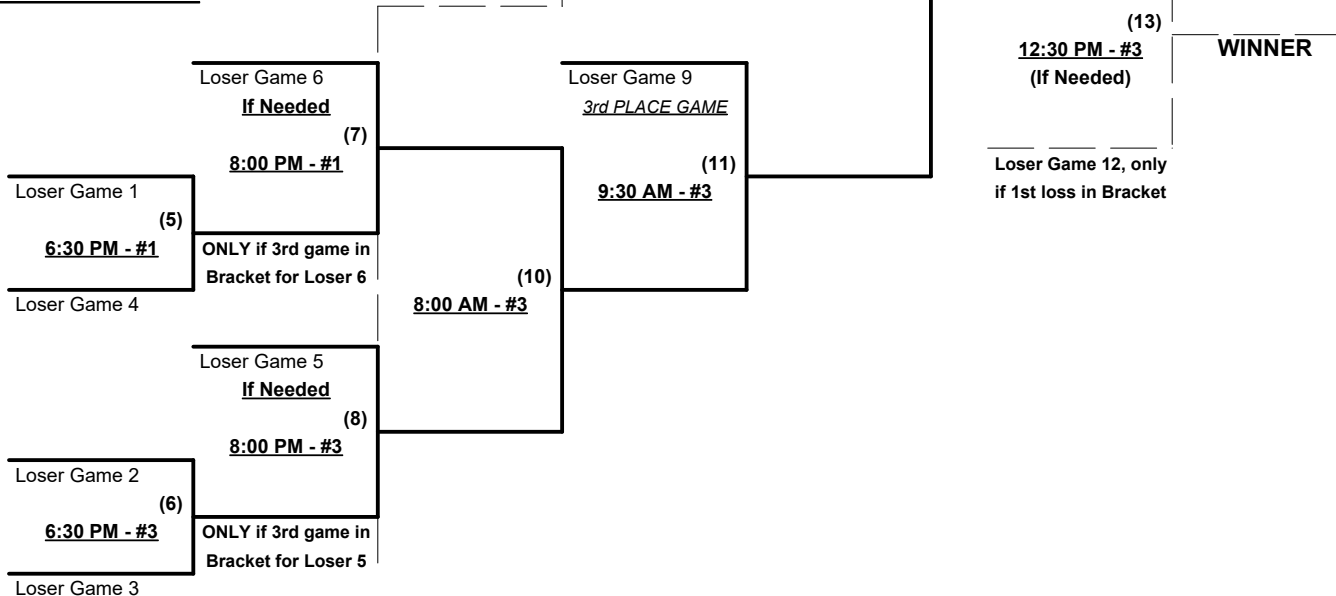 (13)
12:30 PM - #3
WINNER
(If Needed)
Loser Game 12, only
if 1st loss in Bracket
Loser Game 6
If Needed
(7)
8:00 PM - #1
Loser Game 9
3rd PLACE GAME
(11)
9:30 AM - #3
Loser Game 1
(5)
6:30 PM - #1
Loser Game 4
ONLY if 3rd game in
Bracket for Loser 6
(10)
8:00 AM - #3
Loser Game 5
If Needed
(8)
8:00 PM - #3
Loser Game 2
(6)
6:30 PM - #3
Loser Game 3
ONLY if 3rd game in
Bracket for Loser 5